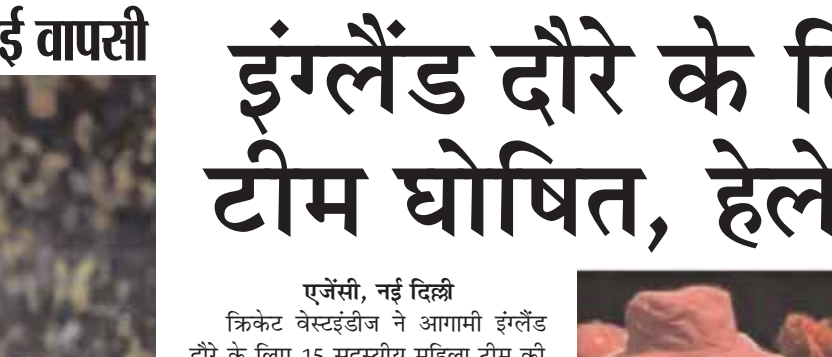 ई वापसी
इंग्लैंड दौरे के
टीम घोषित, हेले
एजेंसी, नई दिल्ली
क्रिकेट वेस्टइंडीज ने आगामी इंग्लैंड
दौरे के लिए 15 सदस्यीय महिला टीम की